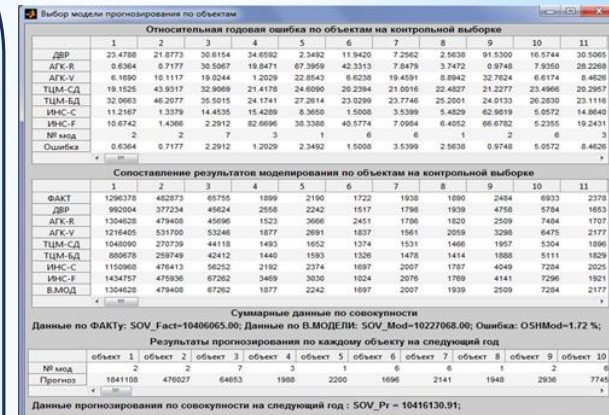 Выбор модели прогнозирования по объектам
Относительная годовая ошибка по объектам на контрольной выборке
1 2 3 4 5 6 7 8 9 10 11
ДВР 23.4788 21.8773 30.6154 34.6592 2.3492 11.9420 7.2562 2.5638 91.5300 16.5744 30.5065
АГК-R 0.6364 0.7177 30.5067 19.8471 67.3959 42.3313 7.8479 3.7472 0.9748 7.9350 28.2268
АГК-V 6.1690 10.1117 19.0244 1.2029 22.8543 6.6238 19.4591 8.8942 32.7624 6.6174 8.4626
ТЦМ-СД 19.1525 43.9317 32.9069 21.4178 24.6090 20.2394 21.0016 22.4827 21.2277 23.4966 20.2957
ТЦМ-БД 32.0663 46.2077 35.5015 24.1741 27.2614 23.0299 23.7746 25.2001 24.0133 26.2830 23.1116
ИНС-C 11.2167 1.3379 14.4535 15.4289 8.3650 1.5008 3.5399 5.4829 62.9819 5.0572 14.8640
ИНС-F 10.6742 1.4366 2.2912 82.6696 38.3388 40.5774 7.0984 6.4052 66.6782 5.2355 19.2431
№ мод 2 2 7 3 1 6 6 1 2 6
Ошибка 0.6364 0.7177 2.2912 1.2029 2.3492 1.5008 3.5399 2.5638 0.9748 5.0572 8.4626
Сопоставление результатов моделирования по объектам на контрольной выборке
1 2 3 4 5 6 7 8 9 10 11
ФАКТ 1296378 482873 65755 1899 2190 1722 1938 1890 2484 6933 2378
ДВР 992004 377234 45624 2558 2242 1517 1798 1939 4758 5784 1653
АГК-R 1304628 479408 45696 1523 3666 2451 1786 1820 2509 7484 1707
АГК-V 1216405 531700 53246 1877 2691 1837 1561 2059 3298 6475 2177
ТЦМ-СД 1048090 270739 44118 1493 1652 1374 1531 1466 1957 5304 1896
ТЦМ-БД 880678 259749 42412 1440 1593 1326 1478 1414 1888 5111 1829
ИНС-C 1150968 476413 56252 2192 2374 1697 2007 1787 4049 7284 2025
ИНС-F 1434757 475936 67262 3469 3030 1024 2076 1769 4141 7296 1921
В.МОД 1304628 479408 67262 1877 2242 1697 2007 1939 2509 7284 2177
Суммарные данные по совокупности
Данные по ФАКТу: SOV_Fact=10406065.00; Данные по В.МОДЕЛИ: SOV_Mod=10227068.00; Ошибка: OSHMod=1.72 %;
Результаты прогнозирования по каждому объекту на следующий год
объект 1 объект 2 объект 3 объект 4 объект 5 объект 6 объект 7 объект 8 объект 9 объект 10
№ мод 2 2 7 3 1 6 6 1 2 6
Прогноз 1841108 476027 64653 1988 2200 1696 2141 1948 2936 7745
Данные прогнозирования по совокупности на следующий год : SOV_Pr = 10416130.91;